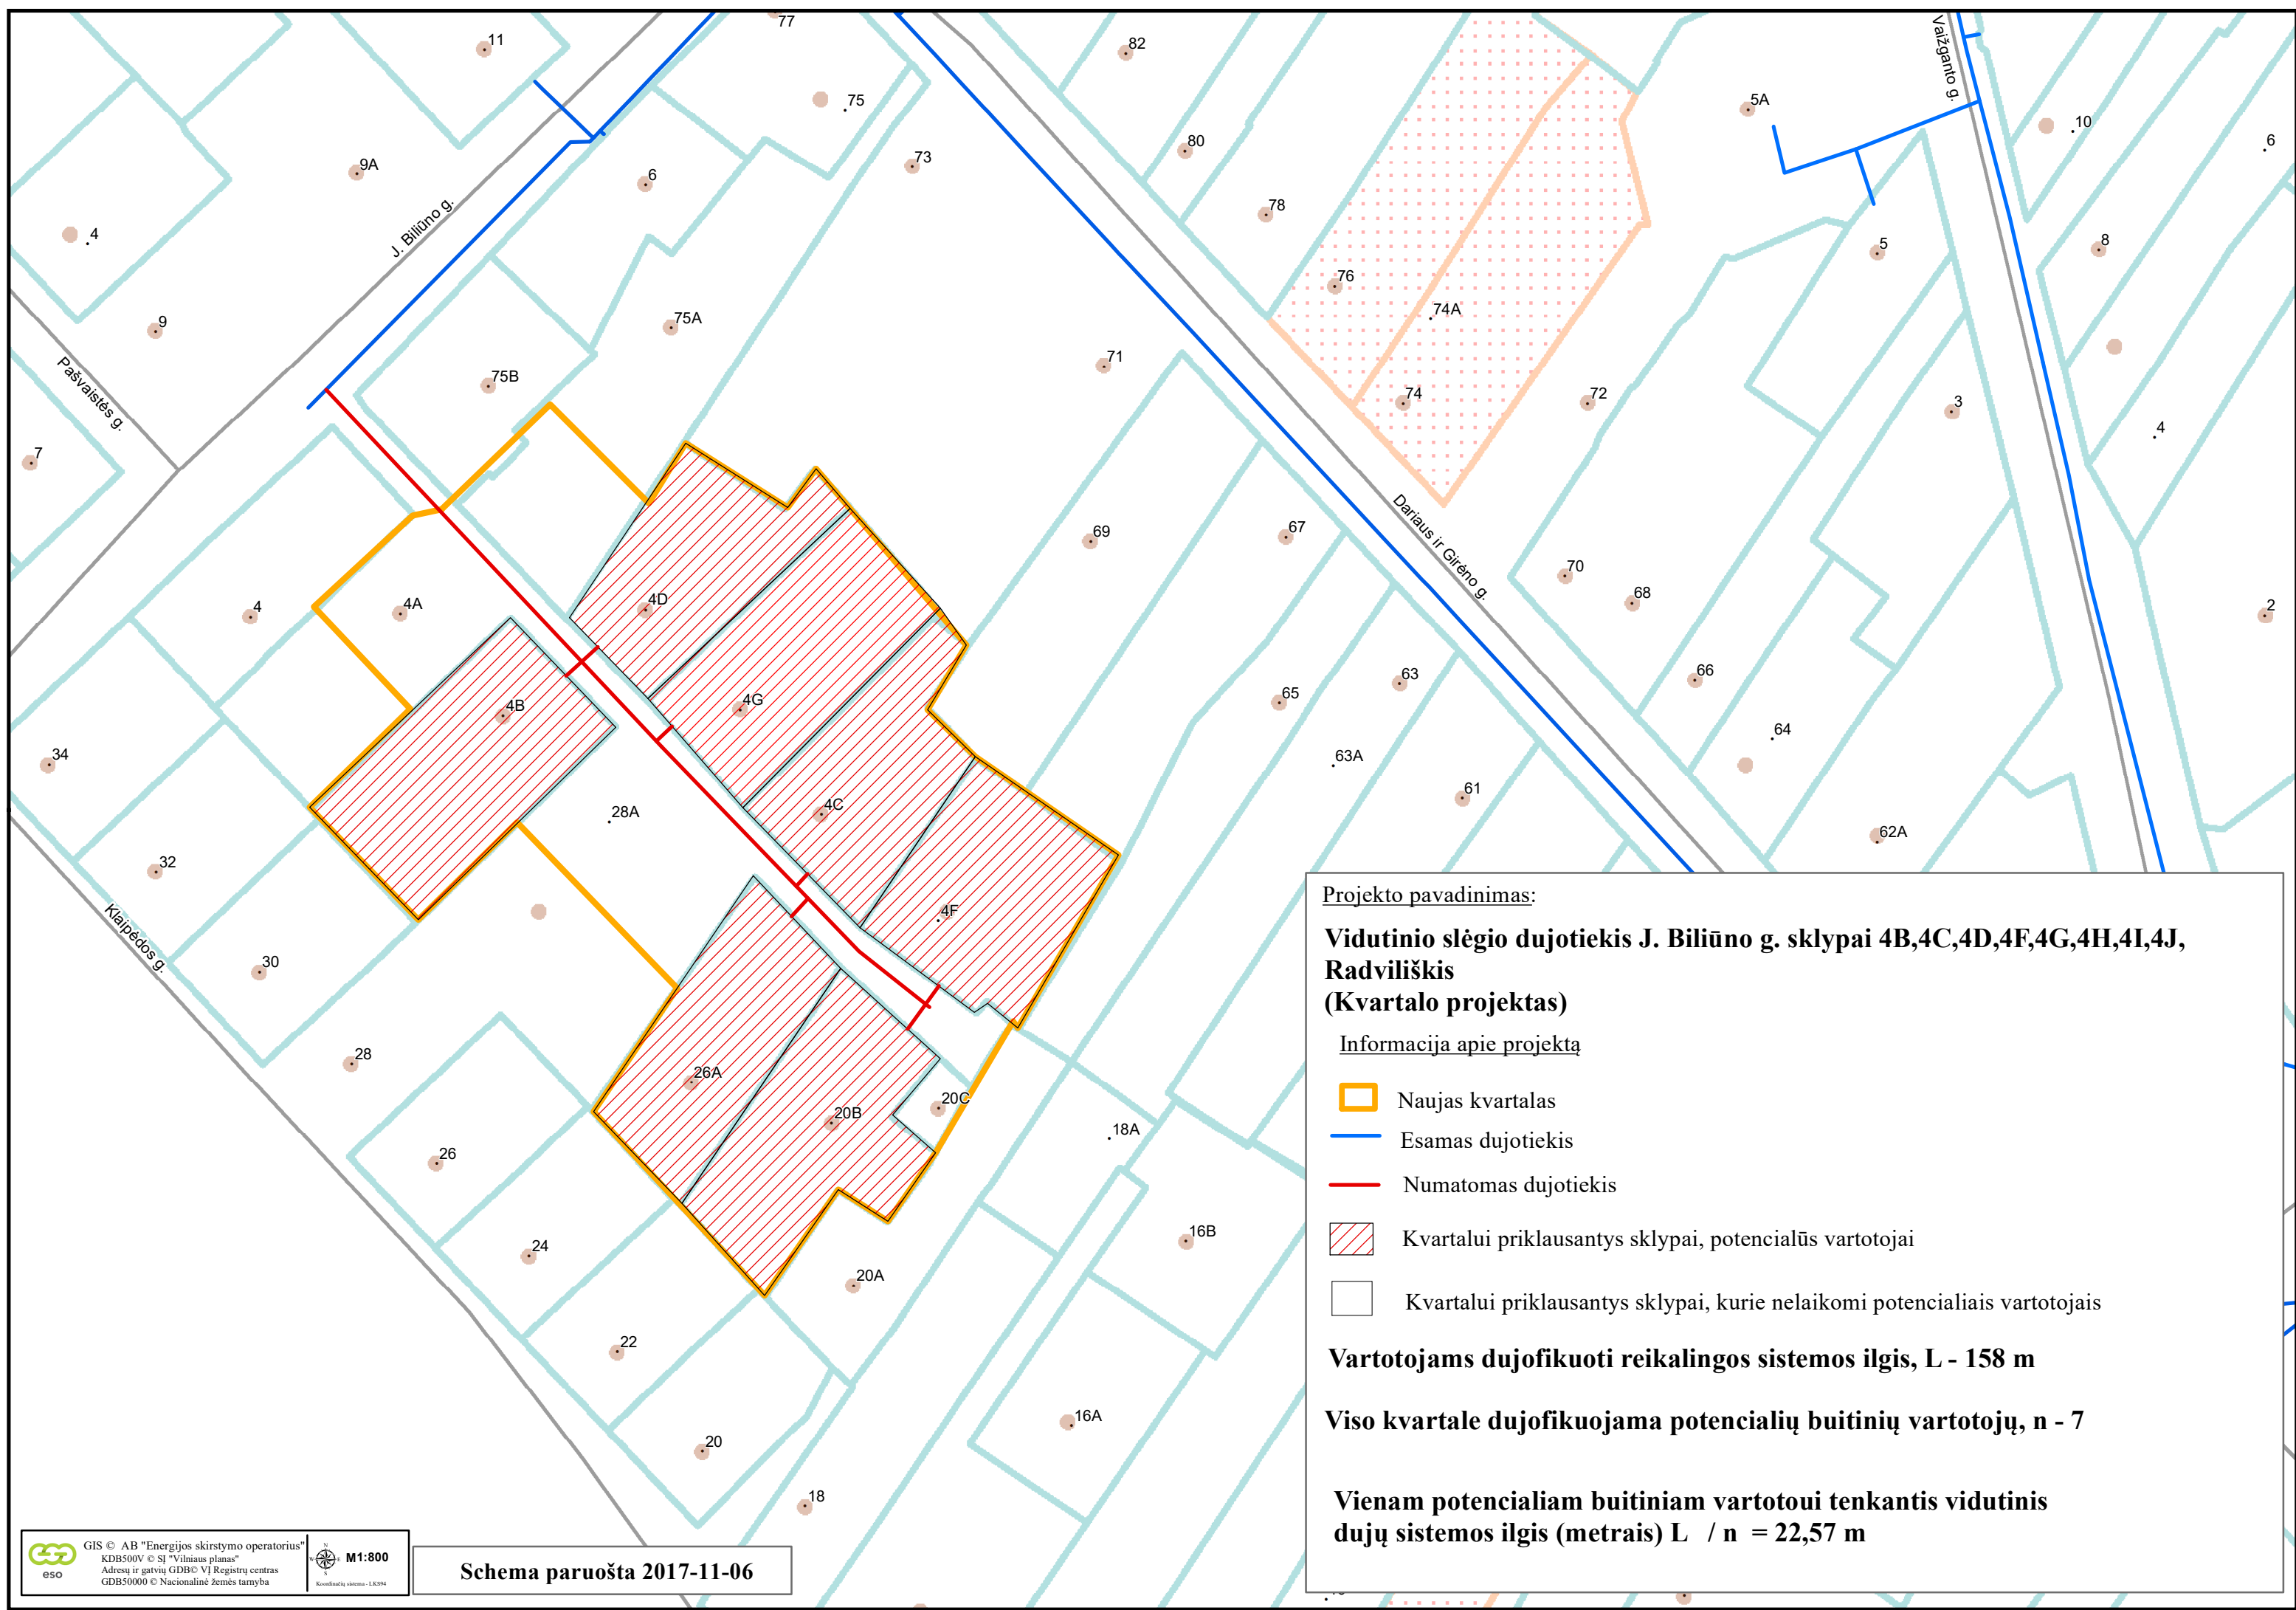 77
11
82
Vaižganto g.
75
5A
10
80
6
9A
73
6
J. Biliūno g.
78
4
5
8
76
74A
9
75A
71
Pašvaistės g.
75B
74
72
3
4
7
69
67
Dariaus ir Girėno g.
70
4
4A
4D
68
2
4B
4G
65
63
66
34
63A
64
28A
4C
61
32
62A
Klaipėdos g.
4F
30
28
26A
20B
20C
18A
26
24
16B
20A
22
16A
20
18
Projekto pavadinimas:
Vidutinio slėgio dujotiekis J. Biliūno g. sklypai 4B,4C,4D,4F,4G,4H,4I,4J,
Radviliškis
(Kvartalo projektas)
Informacija apie projektą
Naujas kvartalas
Esamas dujotiekis
Numatomas dujotiekis
Kvartalui priklausantys sklypai, potencialūs vartotojai
Kvartalui priklausantys sklypai, kurie nelaikomi potencialiais vartotojais
Vartotojams dujofikuoti reikalingos sistemos ilgis, L - 158 m
Viso kvartale dujofikuojama potencialių buitinių vartotojų, n - 7
Vienam potencialiam buitiniam vartotoui tenkantis vidutinis
dujų sistemos ilgis (metrais) L / n = 22,57 m
eso
GIS © AB "Energijos skirstymo operatorius"
KDB500V © SĮ "Vilniaus planas"
Adresų ir gatvių GDB© VĮ Registrų centras
GDB50000 © Nacionalinė žemės tarnyba
N
E
S
M1:800
Koordinačių sistema - LKS94
Schema paruošta 2017-11-06